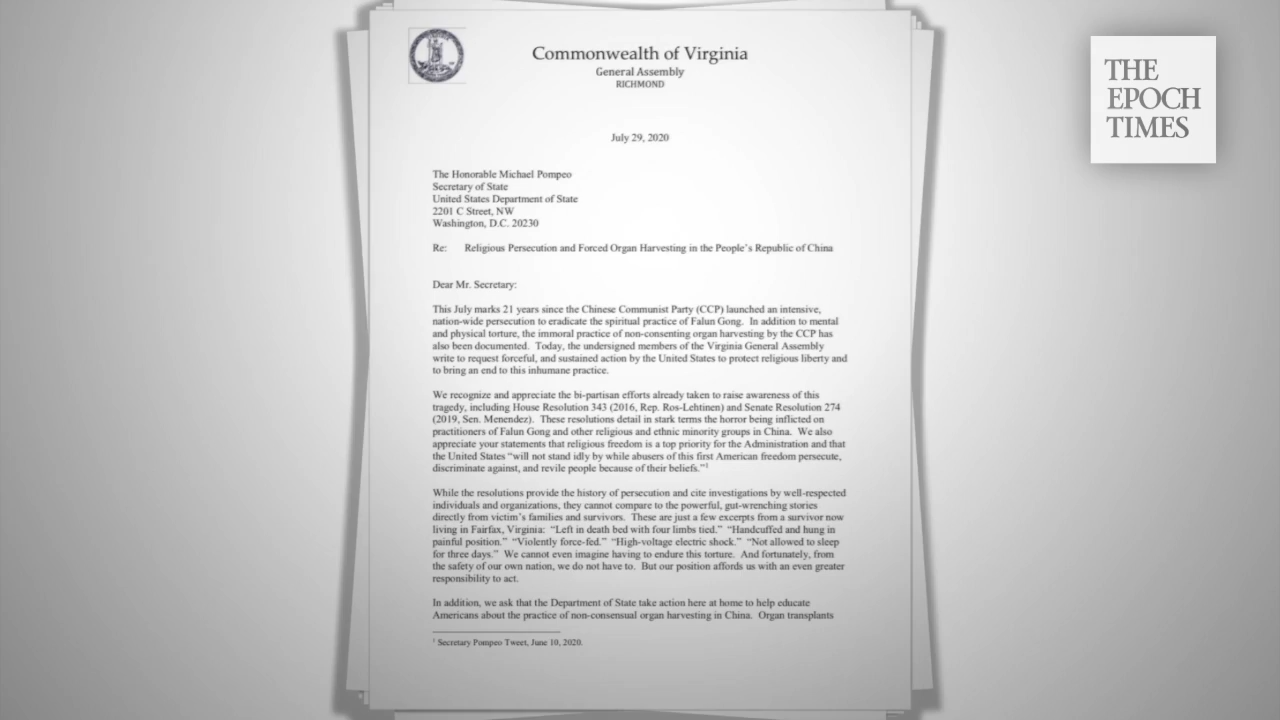 Commonwealth of Virginia
General Assembly
RICHMOND
THE
EPOCH
TIMES
July 29, 2020
The Honorable Michael Pompeo
Secretary of State
United States Department of State
2201 C Street, NW
Washington, D.C. 20230
Re: Religious Persecution and Forced Organ Harvesting in the People's Republic of China
Dear Mr. Secretary:
This July marks 21 years since the Chinese Communist Party (CCP) launched an intensive,
nation-wide persecution to eradicate the spiritual practice of Falun Gong. In addition to mental
and physical torture, the immoral practice of non-consenting organ harvesting by the CCP has
also been documented. Today, the undersigned members of the Virginia General Assembly
write to request forceful, and sustained action by the United States to protect religious liberty and
to bring an end to this inhumane practice.
We recognize and appreciate the bi-partisan efforts already taken to raise awareness of this
tragedy, including House Resolution 343 (2016, Rep. Ros-Lehtinen) and Senate Resolution 274
(2019, Sen. Menendez). These resolutions detail in stark terms the horror being inflicted on
practitioners of Falun Gong and other religious and ethnic minority groups in China. We also
appreciate your statements that religious freedom is a top priority for the Administration and that
the United States "will not stand idly by while abusers of this first American freedom persecute,
discriminate against, and revile people because of their beliefs."¹
While the resolutions provide the history of persecution and cite investigations by well-respected
individuals and organizations, they cannot compare to the powerful, gut-wrenching stories
directly from victim's families and survivors. These are just a few excerpts from a survivor now
living in Fairfax, Virginia: "Left in death bed with four limbs tied." "Handcuffed and hung in
painful position." "Violently force-fed." "High-voltage electric shock." "Not allowed to sleep
for three days." We cannot even imagine having to endure this torture. And fortunately, from
the safety of our own nation, we do not have to. But our position affords us with an even greater
responsibility to act.
In addition, we ask that the Department of State take action here at home to help educate
Americans about the practice of non-consensual organ harvesting in China. Organ transplants
¹ Secretary Pompeo Tweet, June 10, 2020.